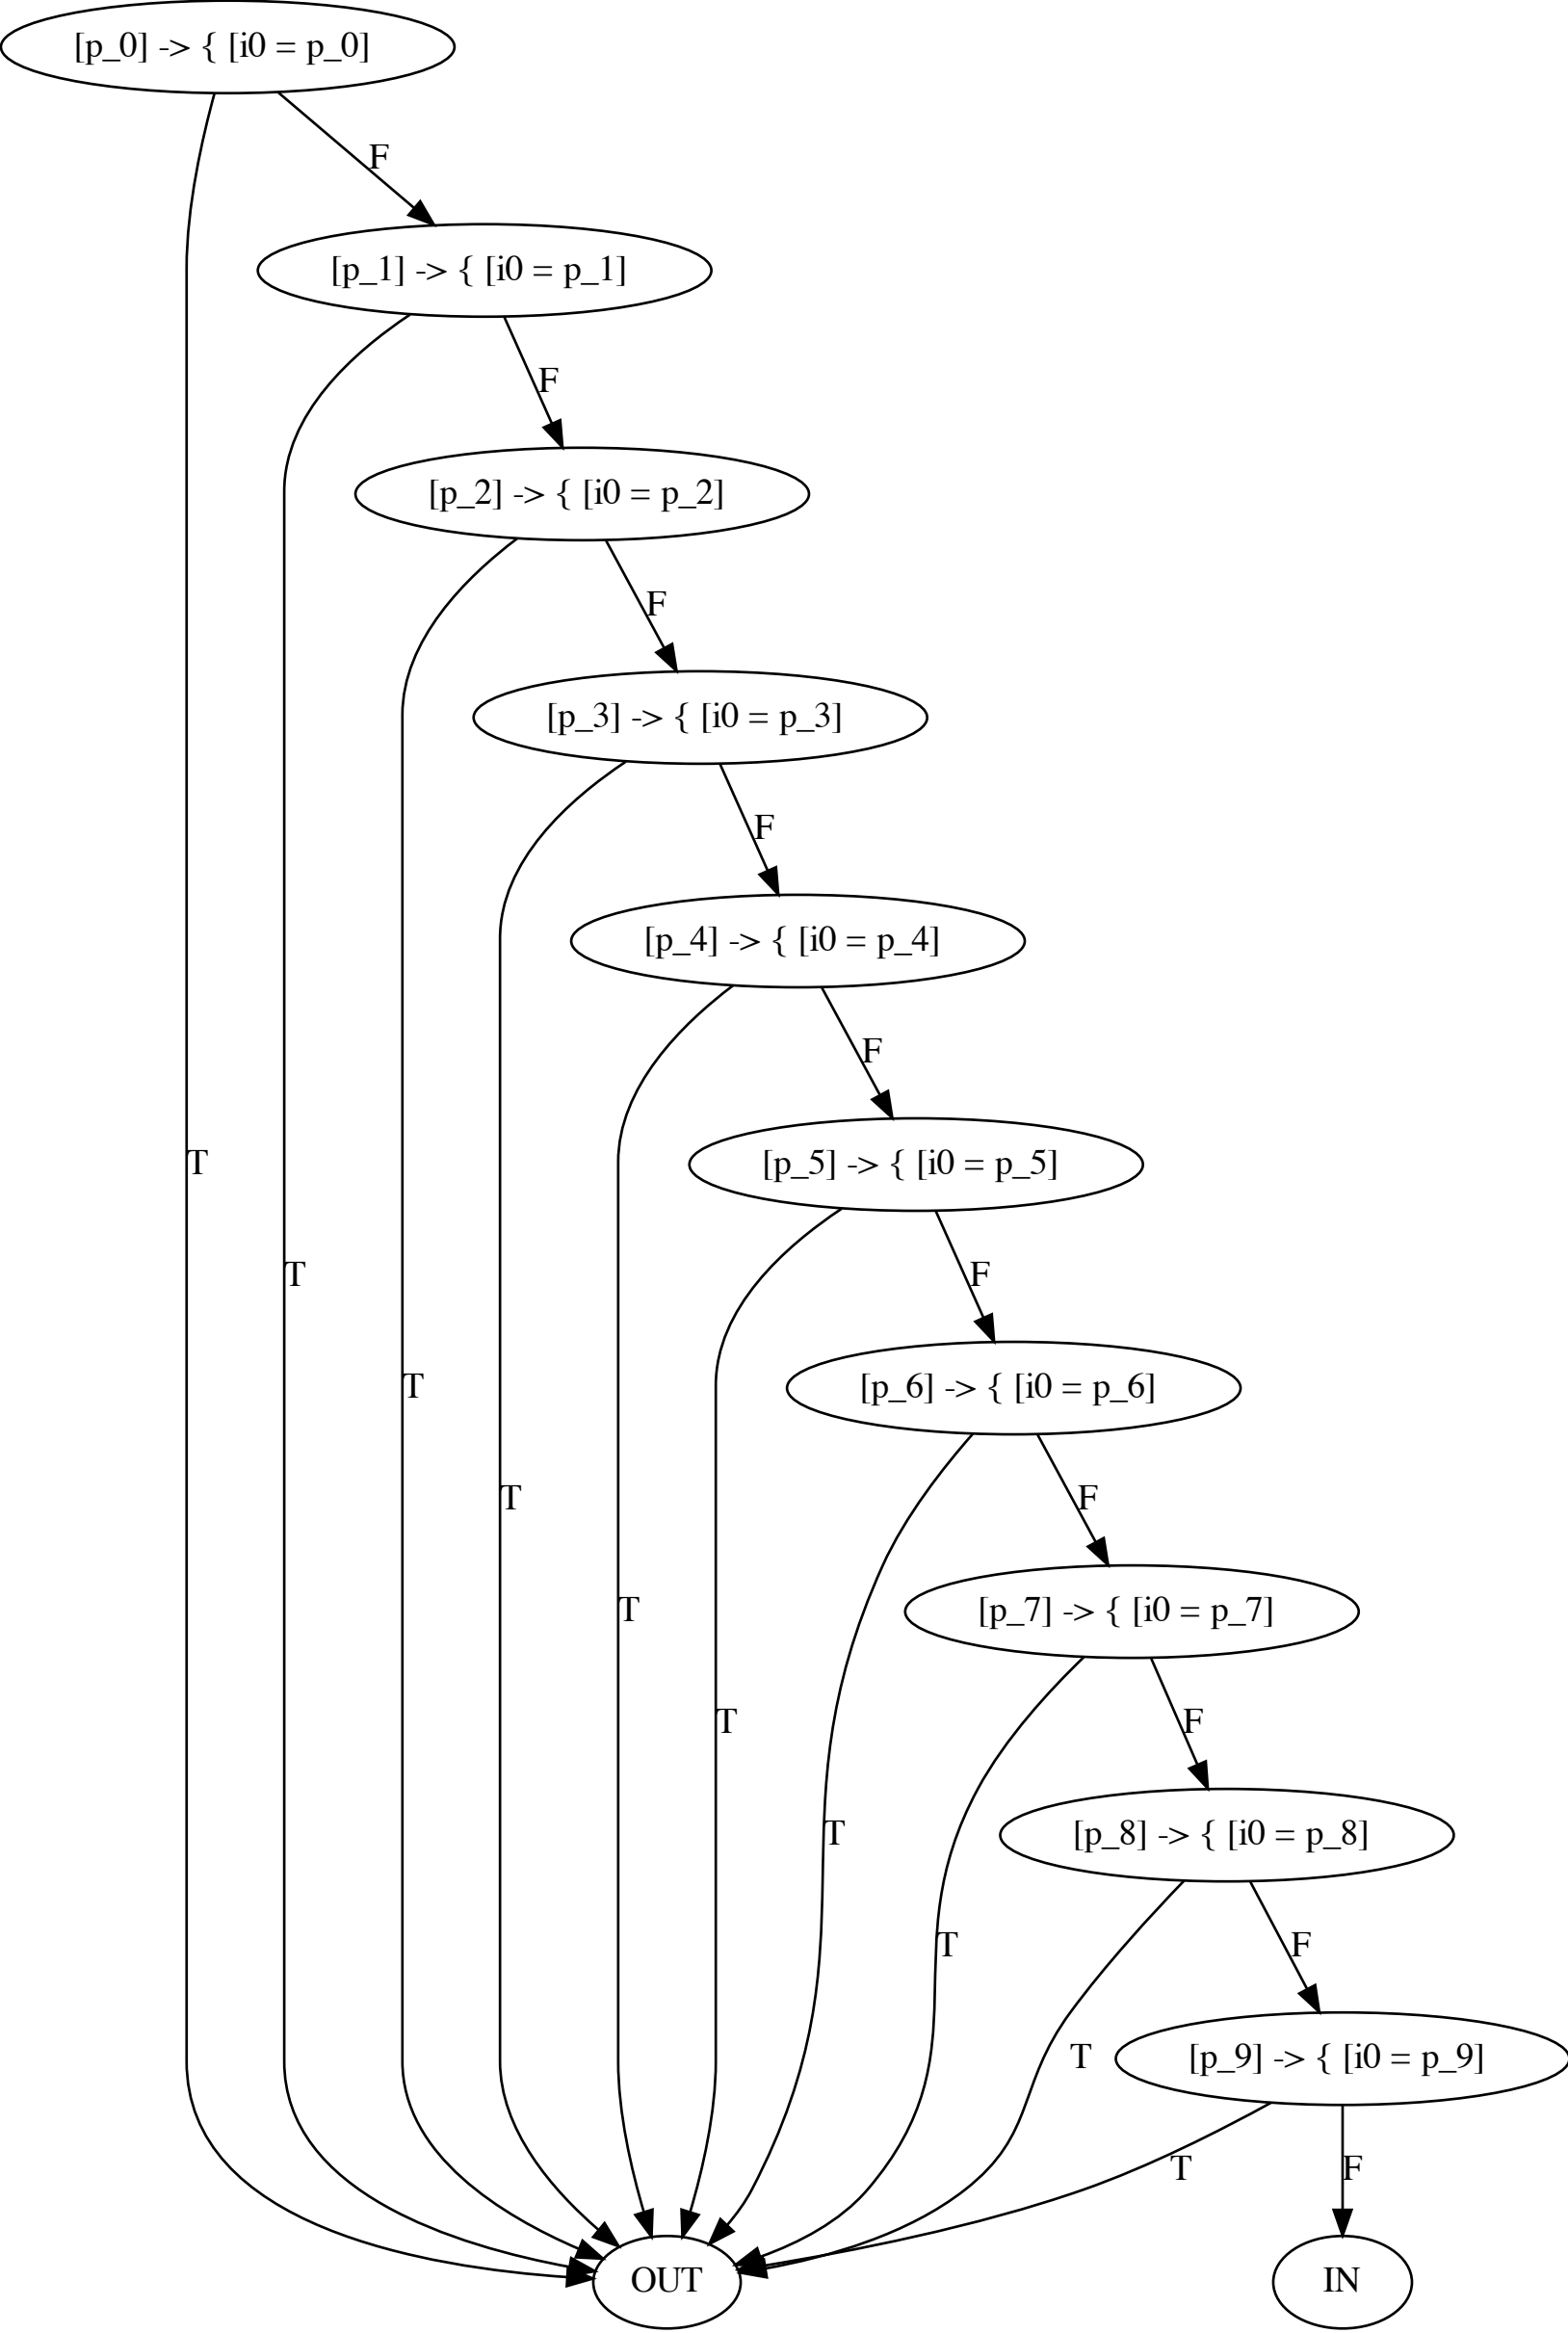 [p_0] -> { [i0 = p_0]
F
[p_1] -> { [i0 = p_1]
F
[p_2] -> { [i0 = p_2]
F
[p_3] -> { [i0 = p_3]
F
[p_4] -> { [i0 = p_4]
F
T
[p_5] -> { [i0 = p_5]
T
F
T
[p_6] -> { [i0 = p_6]
T
F
T
[p_7] -> { [i0 = p_7]
T
F
T
[p_8] -> { [i0 = p_8]
T
F
T
[p_9] -> { [i0 = p_9]
T
F
OUT
IN